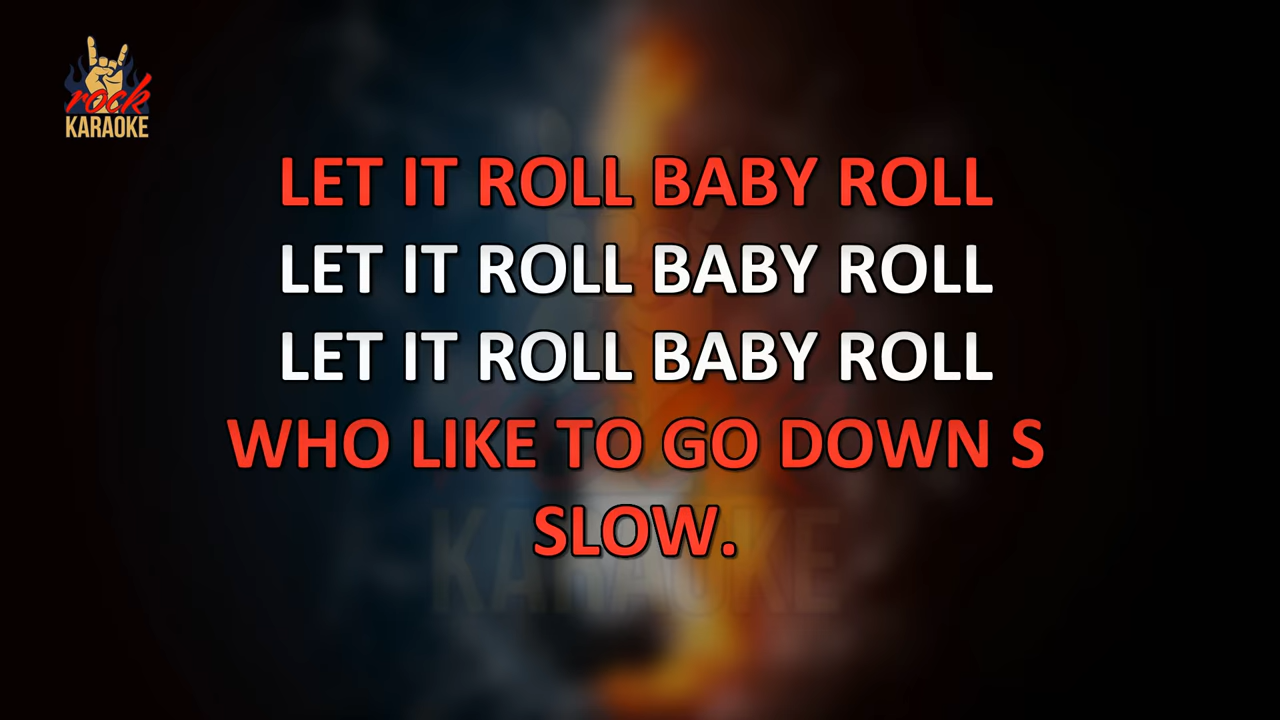 rock
KARAOKE
LET IT ROLL BABY ROLL
LET IT ROLL BABY ROLL
LET IT ROLL BABY ROLL
WHO LIKE TO GO DOWN S
SLOW.
KARAOKE